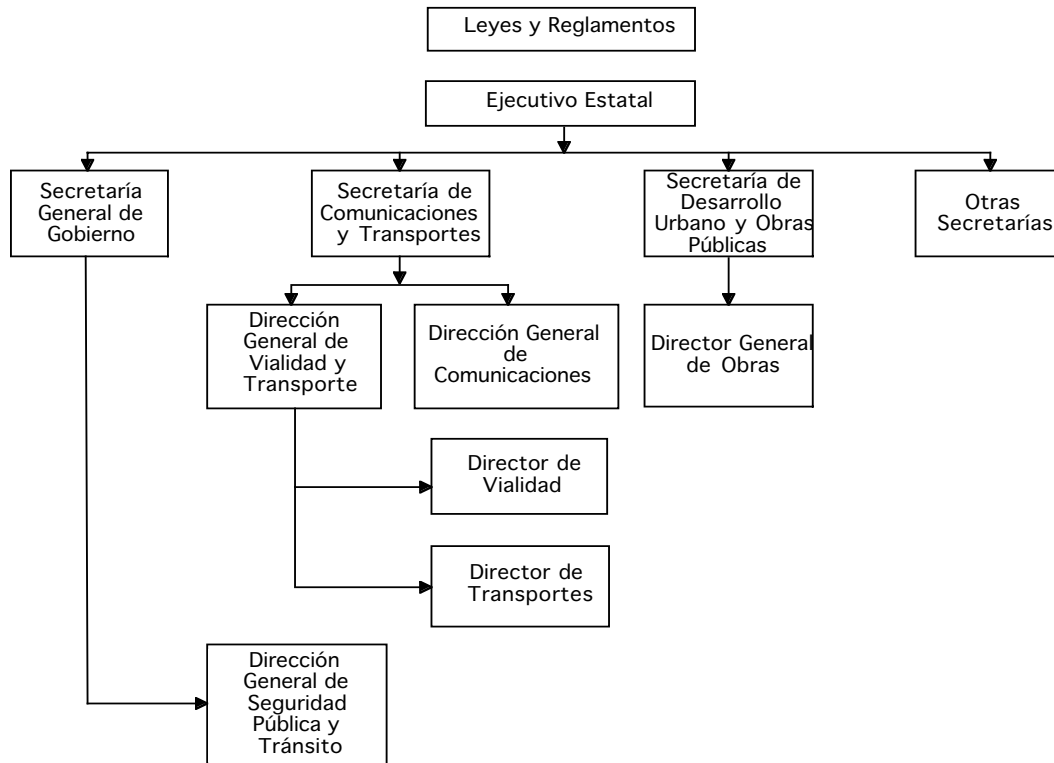 Leyes y Reglamentos
Ejecutivo Estatal
Secretaría
General de
Gobierno
Secretaría de
Comunicaciones
y Transportes
Secretaría de
Desarrollo
Urbano y Obras
Públicas
Otras
Secretarías
Dirección
General de
Vialidad y
Transporte
Dirección General
de
Comunicaciones
Director General
de Obras
Director de
Vialidad
Director de
Transportes
Dirección
General de
Seguridad
Pública y
Tránsito